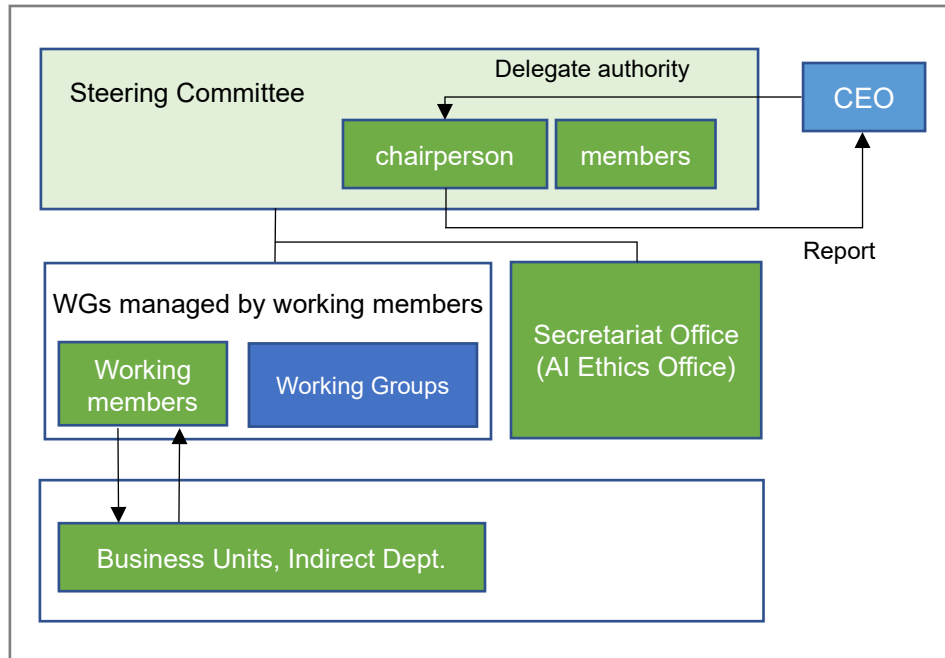 Delegate authority
Steering Committee
CEO
chairperson
members
Report
WGs managed by working members
Secretariat Office
(AI Ethics Office)
Working
members
Working Groups
Business Units, Indirect Dept.